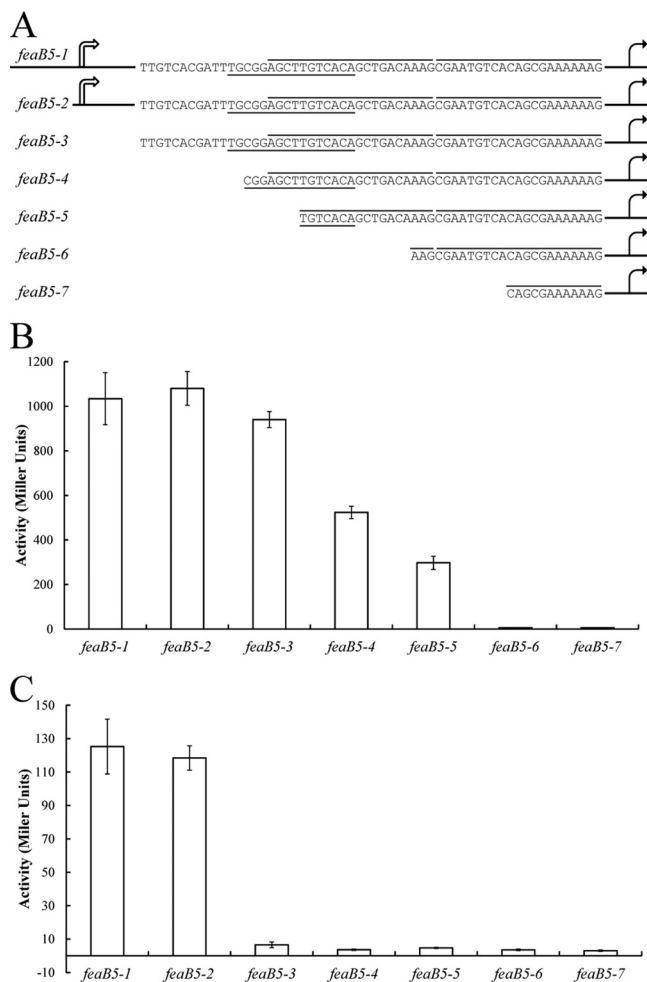 A
feaB5-1 TTGTCACGATTTGCGGAGCTTGTCACAGCTGACAAAGCGAATGTCACAGCGAAAAAAG
feaB5-2 TTGTCACGATTTGCGGAGCTTGTCACAGCTGACAAAGCGAATGTCACAGCGAAAAAAG
feaB5-3 TTGTCACGATTTGCGGAGCTTGTCACAGCTGACAAAGCGAATGTCACAGCGAAAAAAG
feaB5-4 CGGAGCTTGTCACAGCTGACAAAGCGAATGTCACAGCGAAAAAAG
feaB5-5 TGTCACAGCTGACAAAGCGAATGTCACAGCGAAAAAAG
feaB5-6 AAGCGAATGTCACAGCGAAAAAAG
feaB5-7 CAGCGAAAAAAG
B
Activity (Miller Units)
1200
1000
800
600
400
200
0
feaB5-1 feaB5-2 feaB5-3 feaB5-4 feaB5-5 feaB5-6 feaB5-7
C
Activity (Miler Units)
150
130
110
90
70
50
30
10
-10
feaB5-1 feaB5-2 feaB5-3 feaB5-4 feaB5-5 feaB5-6 feaB5-7